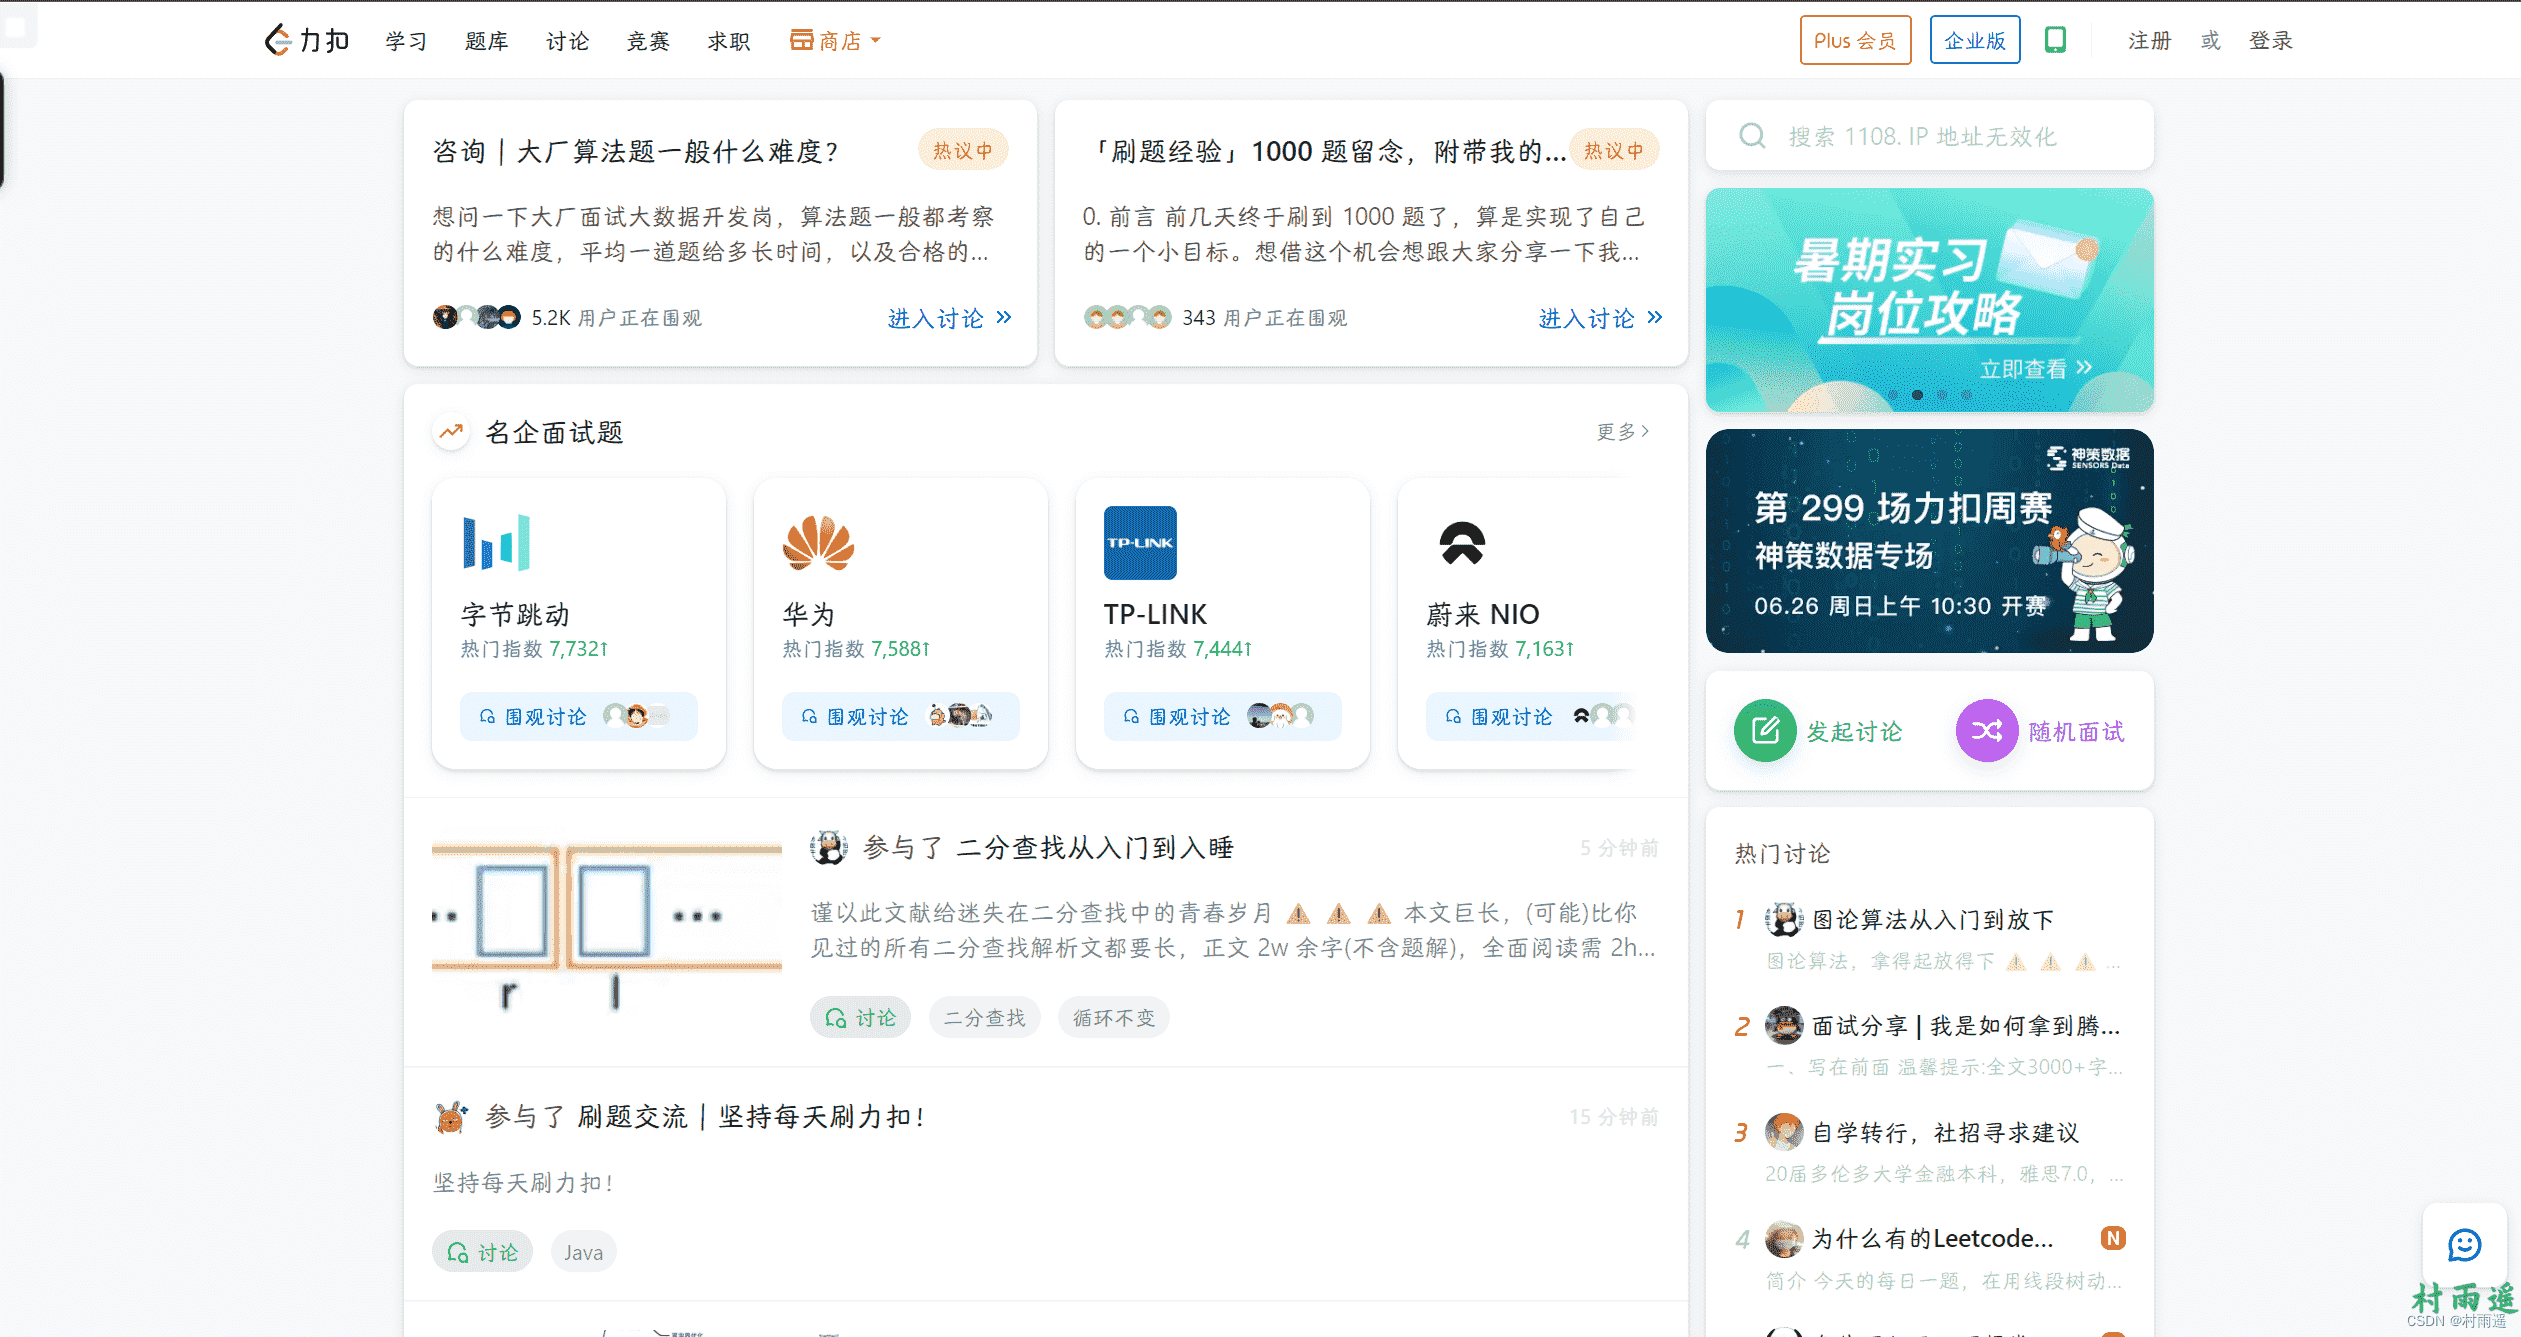 力扣 学习 题库 讨论 竞赛 求职 商店 Plus 会员 企业版 注册 或 登录
咨询｜大厂算法题一般什么难度？ 热议中
想问一下大厂面试大数据开发岗，算法题一般都考察
的什么难度，平均一道题给多长时间，以及合格的...
5.2K 用户正在围观 进入讨论
「刷题经验」1000 题留念，附带我的... 热议中
0. 前言 前几天终于刷到 1000 题了，算是实现了自己
的一个小目标。想借这个机会想跟大家分享一下我...
343 用户正在围观 进入讨论
名企面试题 更多
字节跳动
热门指数 7,732↑
围观讨论
华为
热门指数 7,588↑
围观讨论
TP-LINK
TP-LINK
热门指数 7,444↑
围观讨论
蔚来 NIO
热门指数 7,163↑
围观讨论
参与了 二分查找从入门到入睡 5 分钟前
谨以此文献给迷失在二分查找中的青春岁月 ⚠ ⚠ ⚠ 本文巨长，(可能)比你
见过的所有二分查找解析文都要长，正文 2w 余字(不含题解)，全面阅读需 2h...
r l
讨论 二分查找 循环不变
参与了 刷题交流｜坚持每天刷力扣！ 15 分钟前
坚持每天刷力扣！
讨论 Java
搜索 1108. IP 地址无效化
暑期实习
岗位攻略
立即查看
神策数据
SENSORS Data
第 299 场力扣周赛
神策数据专场
06.26 周日上午 10:30 开赛
发起讨论 随机面试
热门讨论
1 图论算法从入门到放下
图论算法，拿得起放得下 ⚠ ⚠ ⚠ ...
2 面试分享 | 我是如何拿到腾...
一、写在前面 温馨提示:全文3000+字...
3 自学转行，社招寻求建议
20届多伦多大学金融本科，雅思7.0，...
4 为什么有的Leetcode... N
简介 今天的每日一题，在用线段树动...
村雨遥
CSDN @村雨遥